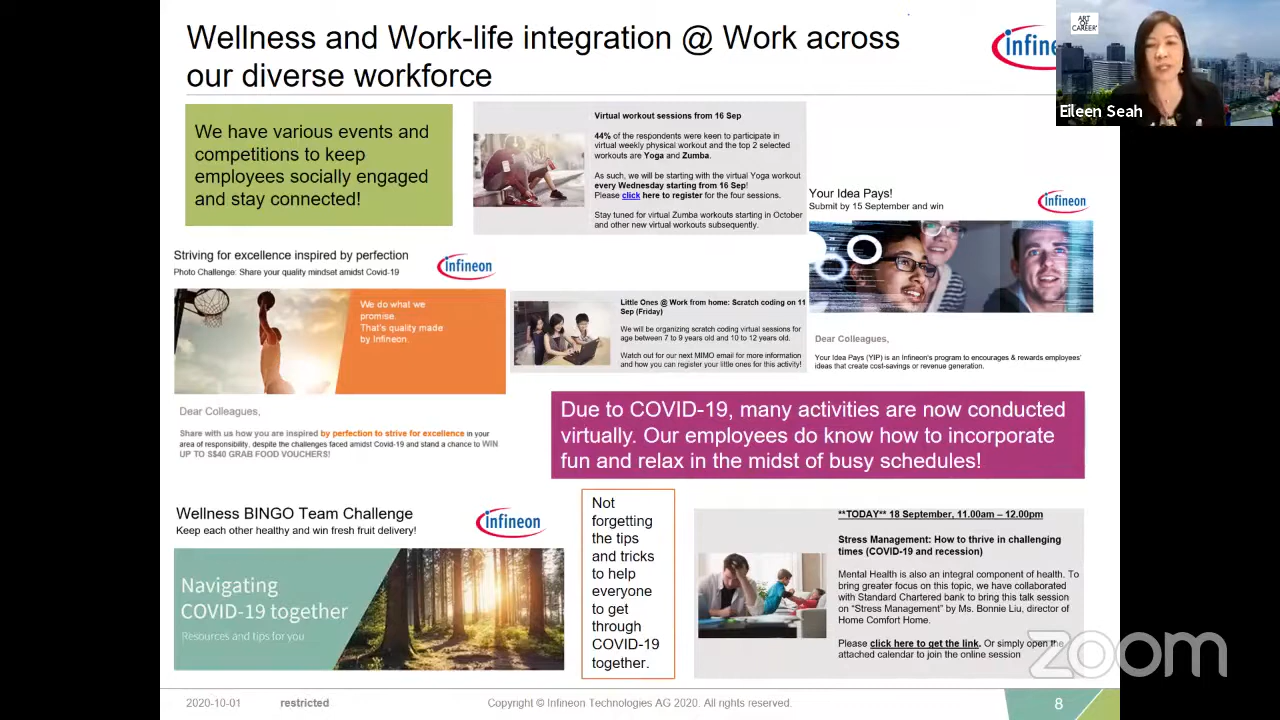 Wellness and Work-life integration @ Work across
our diverse workforce
infine
ART
OF
CAREER
Eileen Seah
We have various events and
competitions to keep
employees socially engaged
and stay connected!
Virtual workout sessions from 16 Sep
44% of the respondents were keen to participate in
virtual weekly physical workout and the top 2 selected
workouts are Yoga and Zumba.
As such, we will be starting with the virtual Yoga workout
every Wednesday starting from 16 Sep!
Please click here to register for the four sessions.
Stay tuned for virtual Zumba workouts starting in October
and other new virtual workouts subsequently.
Your Idea Pays!
Submit by 15 September and win
infineon
Dear Colleagues,
Your Idea Pays (YIP) is an Infineon's program to encourages & rewards employees'
ideas that create cost-savings or revenue generation.
Striving for excellence inspired by perfection
Photo Challenge: Share your quality mindset amidst Covid-19
infineon
We do what we
promise.
That's quality made
by Infineon.
Dear Colleagues,
Share with us how you are inspired by perfection to strive for excellence in your
area of responsibility, despite the challenges faced amidst Covid-19 and stand a chance to WIN
UP TO S$40 GRAB FOOD VOUCHERS!
Little Ones @ Work from home: Scratch coding on 11
Sep (Friday)
We will be organizing scratch coding virtual sessions for
age between 7 to 9 years old and 10 to 12 years old.
Watch out for our next MIMO email for more information
and how you can register your little ones for this activity!
Due to COVID-19, many activities are now conducted
virtually. Our employees do know how to incorporate
fun and relax in the midst of busy schedules!
Wellness BINGO Team Challenge
Keep each other healthy and win fresh fruit delivery!
infineon
Navigating
COVID-19 together
Resources and tips for you
Not
forgetting
the tips
and tricks
to help
everyone
to get
through
COVID-19
together.
**TODAY** 18 September, 11.00am – 12.00pm
Stress Management: How to thrive in challenging
times (COVID-19 and recession)
Mental Health is also an integral component of health. To
bring greater focus on this topic, we have collaborated
with Standard Chartered bank to bring this talk session
on "Stress Management" by Ms. Bonnie Liu, director of
Home Comfort Home.
Please click here to get the link. Or simply open the
attached calendar to join the online session
zoom
2020-10-01 restricted Copyright © Infineon Technologies AG 2020. All rights reserved. 8